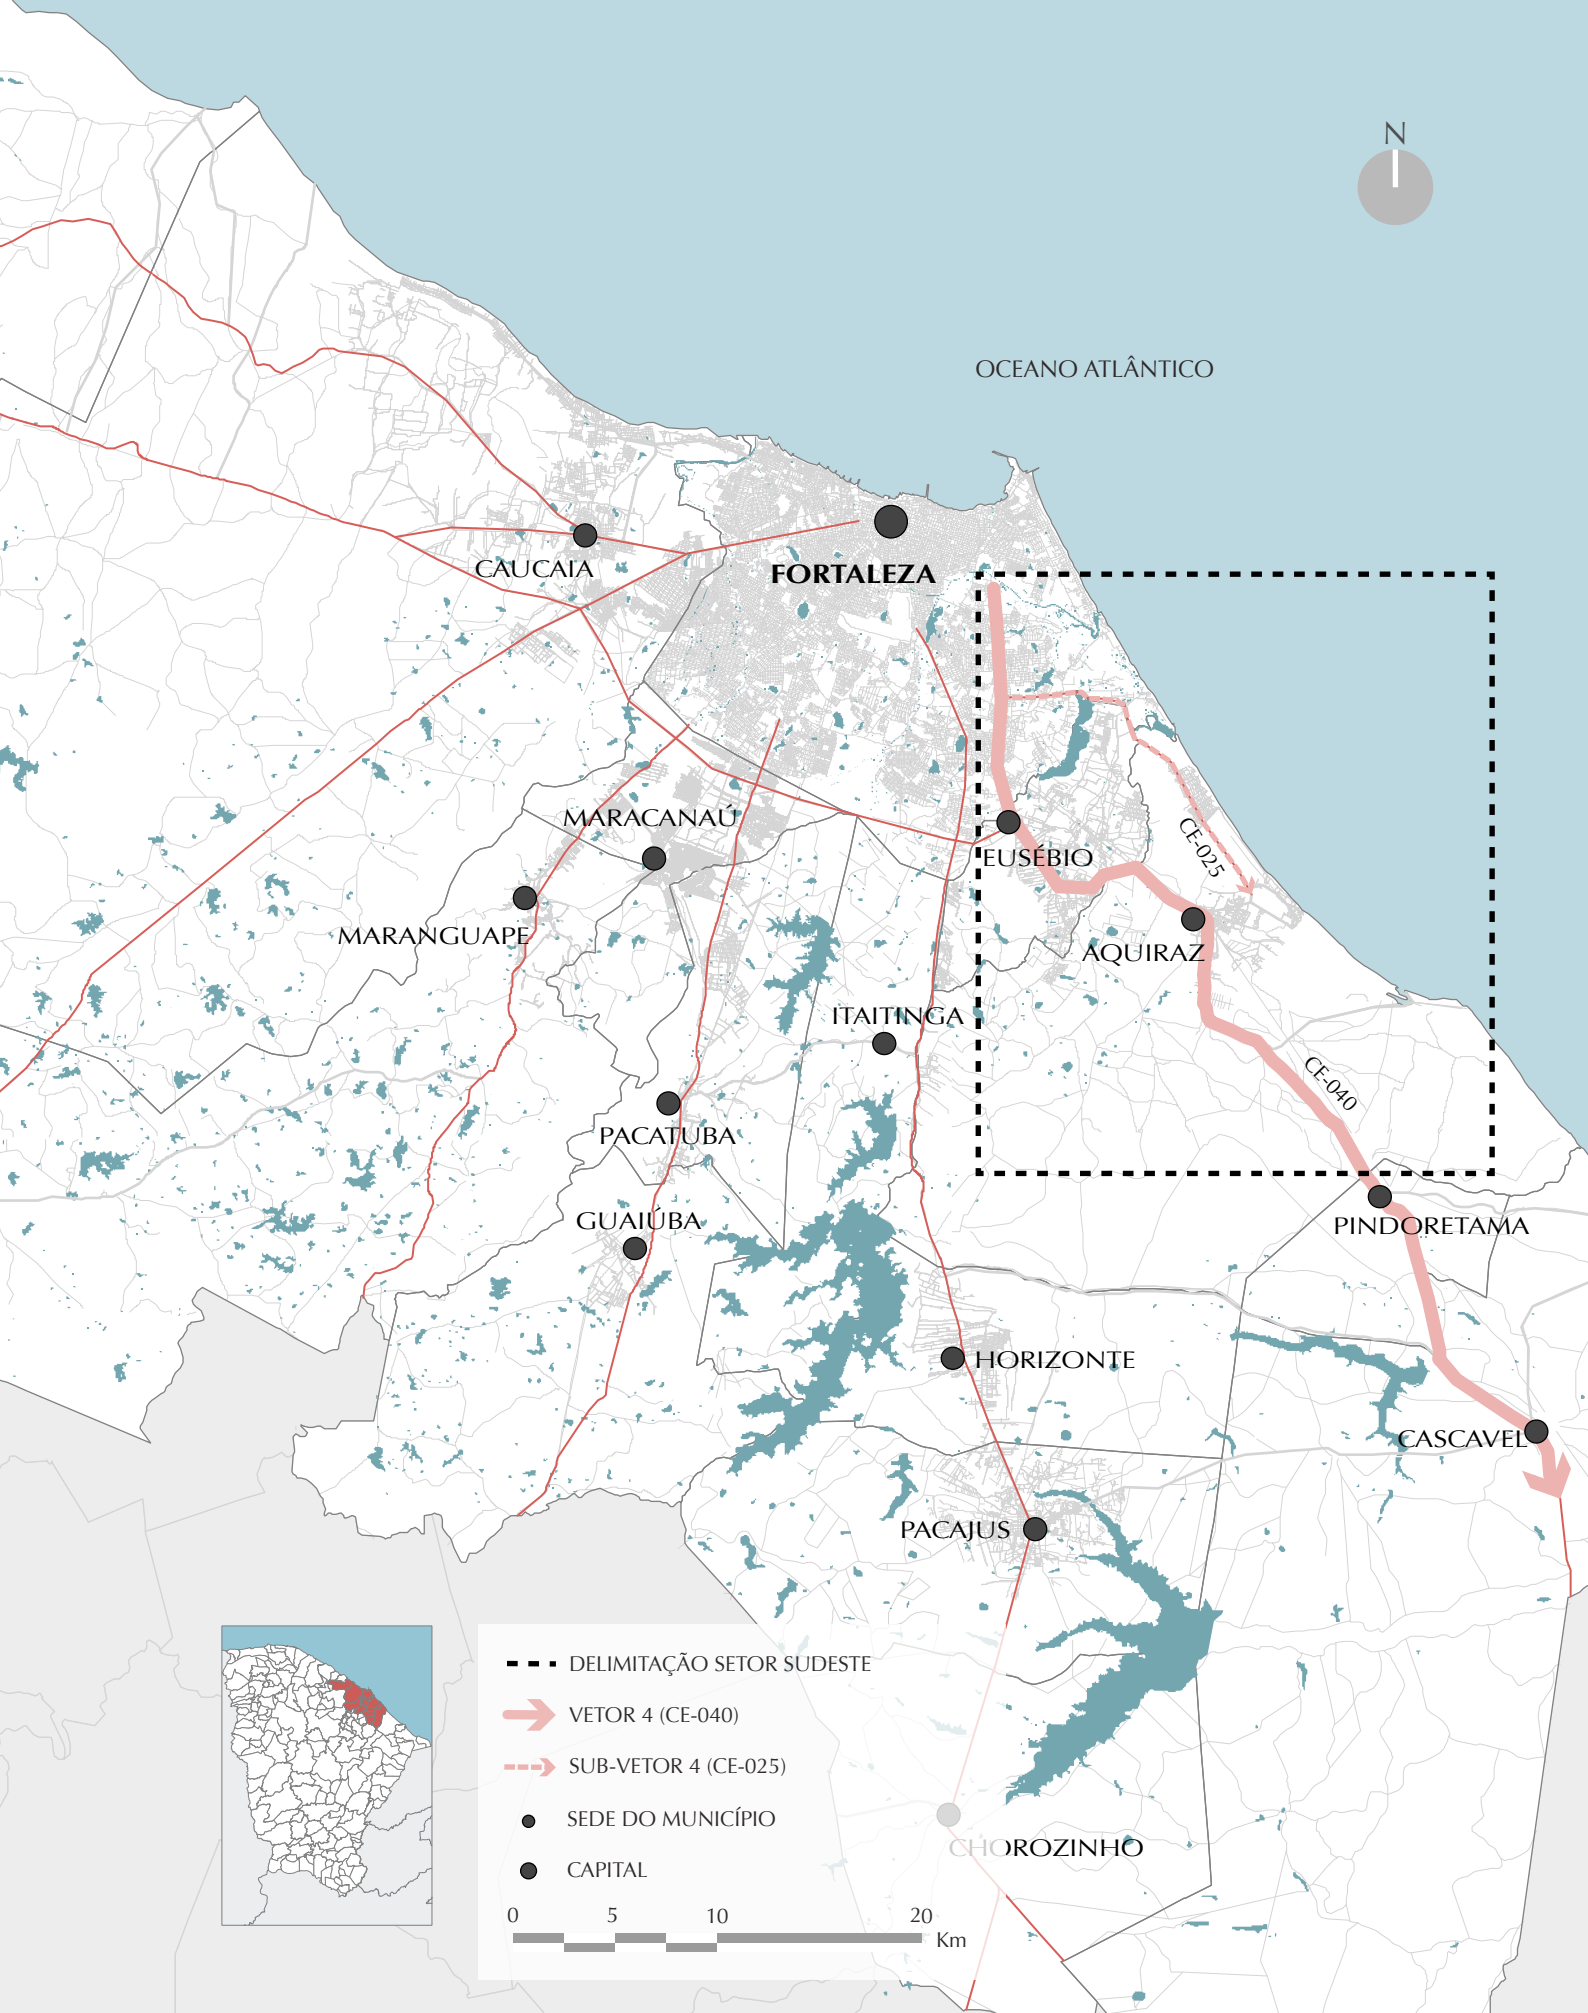 N
OCEANO ATLÂNTICO
CAUCAIA
FORTALEZA
MARACANAÚ
EUSÉBIO
CE-025
MARANGUAPE
AQUIRAZ
ITAITINGA
CE-040
PACATUBA
GUAIÚBA
PINDORETAMA
HORIZONTE
CASCAVEL
PACAJUS
DELIMITAÇÃO SETOR SUDESTE
VETOR 4 (CE-040)
SUB-VETOR 4 (CE-025)
SEDE DO MUNICÍPIO
CHOROZINHO
CAPITAL
0 5 10 20
Km